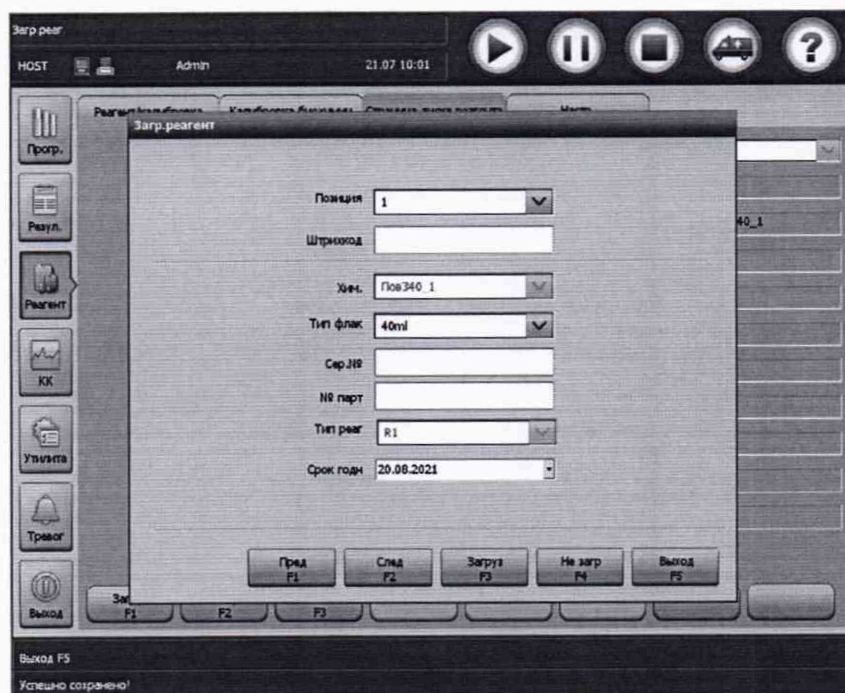 Загр реаг
HOST Admin 21.07 10:01
Загр.реагент
Прогр.
Резул.
Реагент
КК
Утилита
Тревог
Выход
40_1
Позиция 1
Штрихкод
Хим. Пов340_1
Тип флак 40ml
Сер.№
№ парт
Тип реаг R1
Срок годн 20.08.2021
Пред След Загруз Не загр Выход
F1 F2 F3 F4 F5
F1 F2 F3
Выход F5
Успешно сохранено!